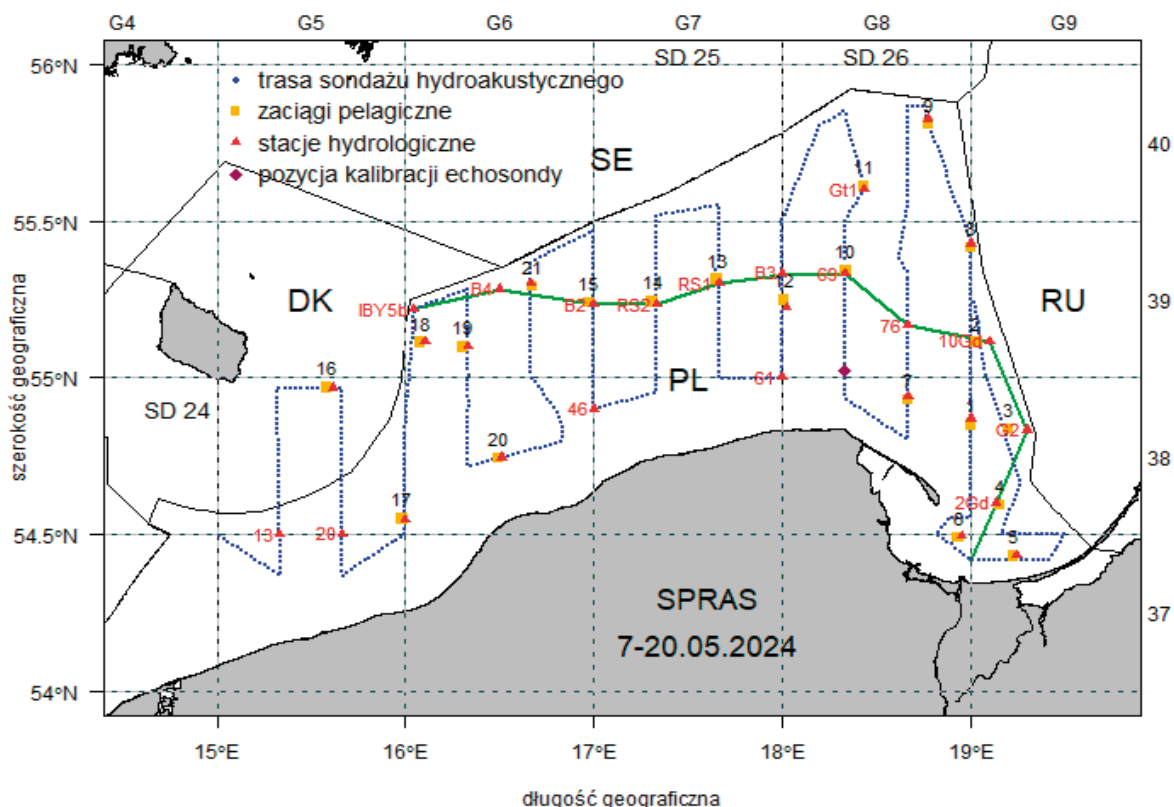 G4 G5 G6 G7 G8 G9
SD 25 SD 26
56°N
trasa sondażu hydroakustycznego
zaciągi pelagiczne
stacje hydrologiczne
pozycja kalibracji echosondy
9
40
SE
11
Gt1
55.5°N
8
21 15 14 13 10
B4 B2 RS2 RS1 B3 69
12
IBY5b
DK
RU
39
18 19
76
2
10Gd
16
55°N
PL
61
SD 24
7
46
1
3
G2
20
38
17
4
2Gd
6
5
54.5°N
13
20
SPRAS
7-20.05.2024
37
54°N
15°E 16°E 17°E 18°E 19°E
szerokość geograficzna
długość geograficzna